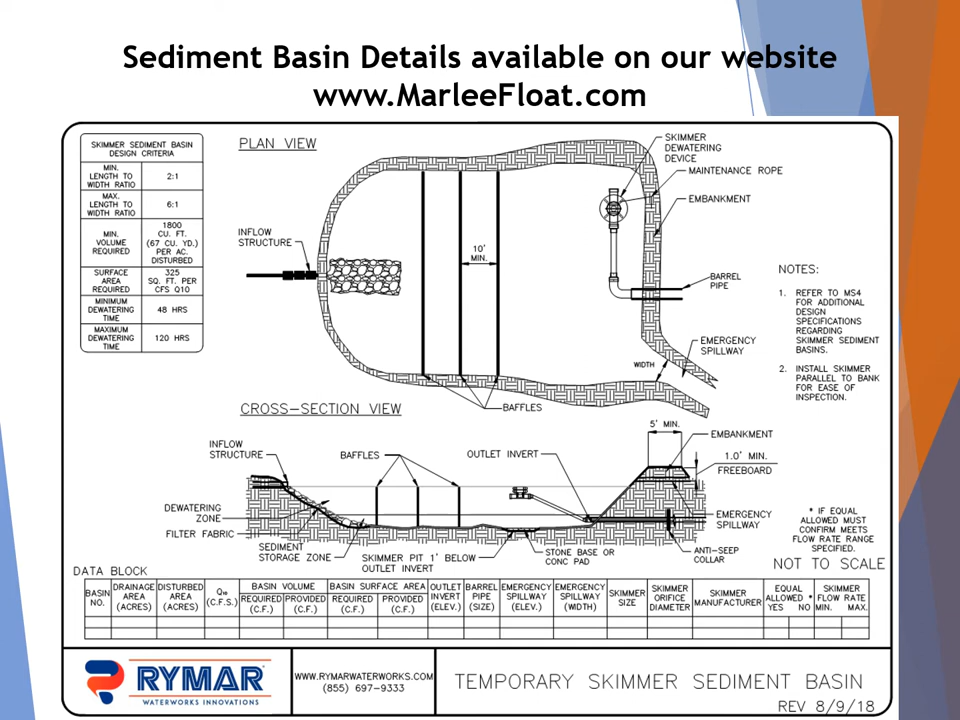 Sediment Basin Details available on our website
www.MarleeFloat.com
SKIMMER SEDIMENT BASIN
DESIGN CRITERIA
MIN.
LENGTH TO
WIDTH RATIO
2:1
MAX.
LENGTH TO
WIDTH RATIO
6:1
MIN.
VOLUME
REQUIRED
1800
CU. FT.
(67 CU. YD.)
PER AC.
DISTURBED
SURFACE
AREA
REQUIRED
325
SQ. FT. PER
CFS Q10
MINIMUM
DEWATERING
TIME
48 HRS
MAXIMUM
DEWATERING
TIME
120 HRS
PLAN VIEW
INFLOW
STRUCTURE
10'
MIN.
SKIMMER
DEWATERING
DEVICE
MAINTENANCE ROPE
EMBANKMENT
BARREL
PIPE
EMERGENCY
SPILLWAY
WIDTH
BAFFLES
NOTES:
1. REFER TO MS4
FOR ADDITIONAL
DESIGN
SPECIFICATIONS
REGARDING
SKIMMER SEDIMENT
BASINS.
2. INSTALL SKIMMER
PARALLEL TO BANK
FOR EASE OF
INSPECTION.
CROSS-SECTION VIEW
INFLOW
STRUCTURE
BAFFLES
OUTLET INVERT
5' MIN.
EMBANKMENT
1.0' MIN.
FREEBOARD
DEWATERING
ZONE
FILTER FABRIC
SEDIMENT
STORAGE ZONE
SKIMMER PIT 1' BELOW
OUTLET INVERT
STONE BASE OR
CONC PAD
EMERGENCY
SPILLWAY
ANTI-SEEP
COLLAR
* IF EQUAL
ALLOWED MUST
CONFIRM MEETS
FLOW RATE RANGE
SPECIFIED.
NOT TO SCALE
DATA BLOCK
BASIN
NO.
DRAINAGE
AREA
(ACRES)
DISTURBED
AREA
(ACRES)
Q10
(C.F.S.)
BASIN VOLUME
REQUIRED
(C.F.)
PROVIDED
(C.F.)
BASIN SURFACE AREA
REQUIRED
(C.F.)
PROVIDED
(C.F.)
OUTLET
INVERT
(ELEV.)
BARREL
PIPE
(SIZE)
EMERGENCY
SPILLWAY
(ELEV.)
EMERGENCY
SPILLWAY
(WIDTH)
SKIMMER
SIZE
SKIMMER
ORIFICE
DIAMETER
SKIMMER
MANUFACTURER
EQUAL
ALLOWED *
YES NO
SKIMMER
FLOW RATE
MIN. MAX.
RYMAR
WATERWORKS INNOVATIONS
WWW.RYMARWATERWORKS.COM
(855) 697-9333
TEMPORARY SKIMMER SEDIMENT BASIN
REV 8/9/18